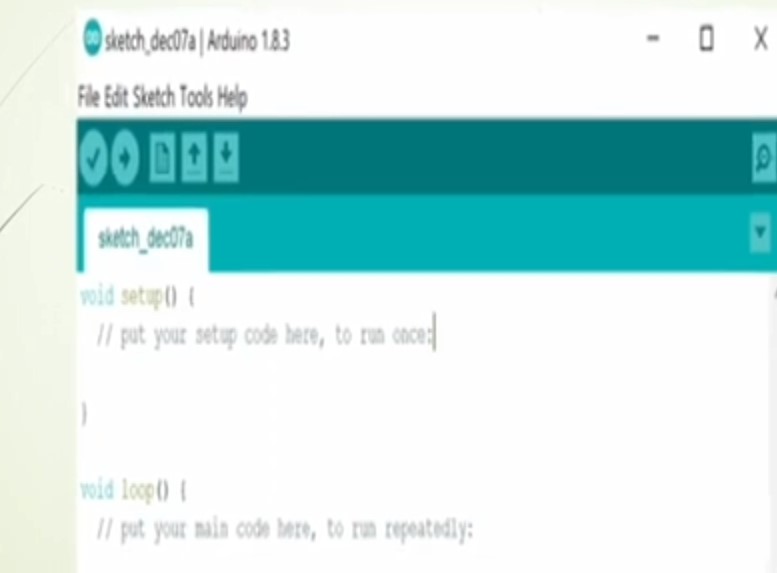 sketch_dec07a | Arduino 1.8.3
File Edit Sketch Tools Help
sketch_dec07a
void setup() {
// put your setup code here, to run once:
}
void loop() {
// put your main code here, to run repeatedly: